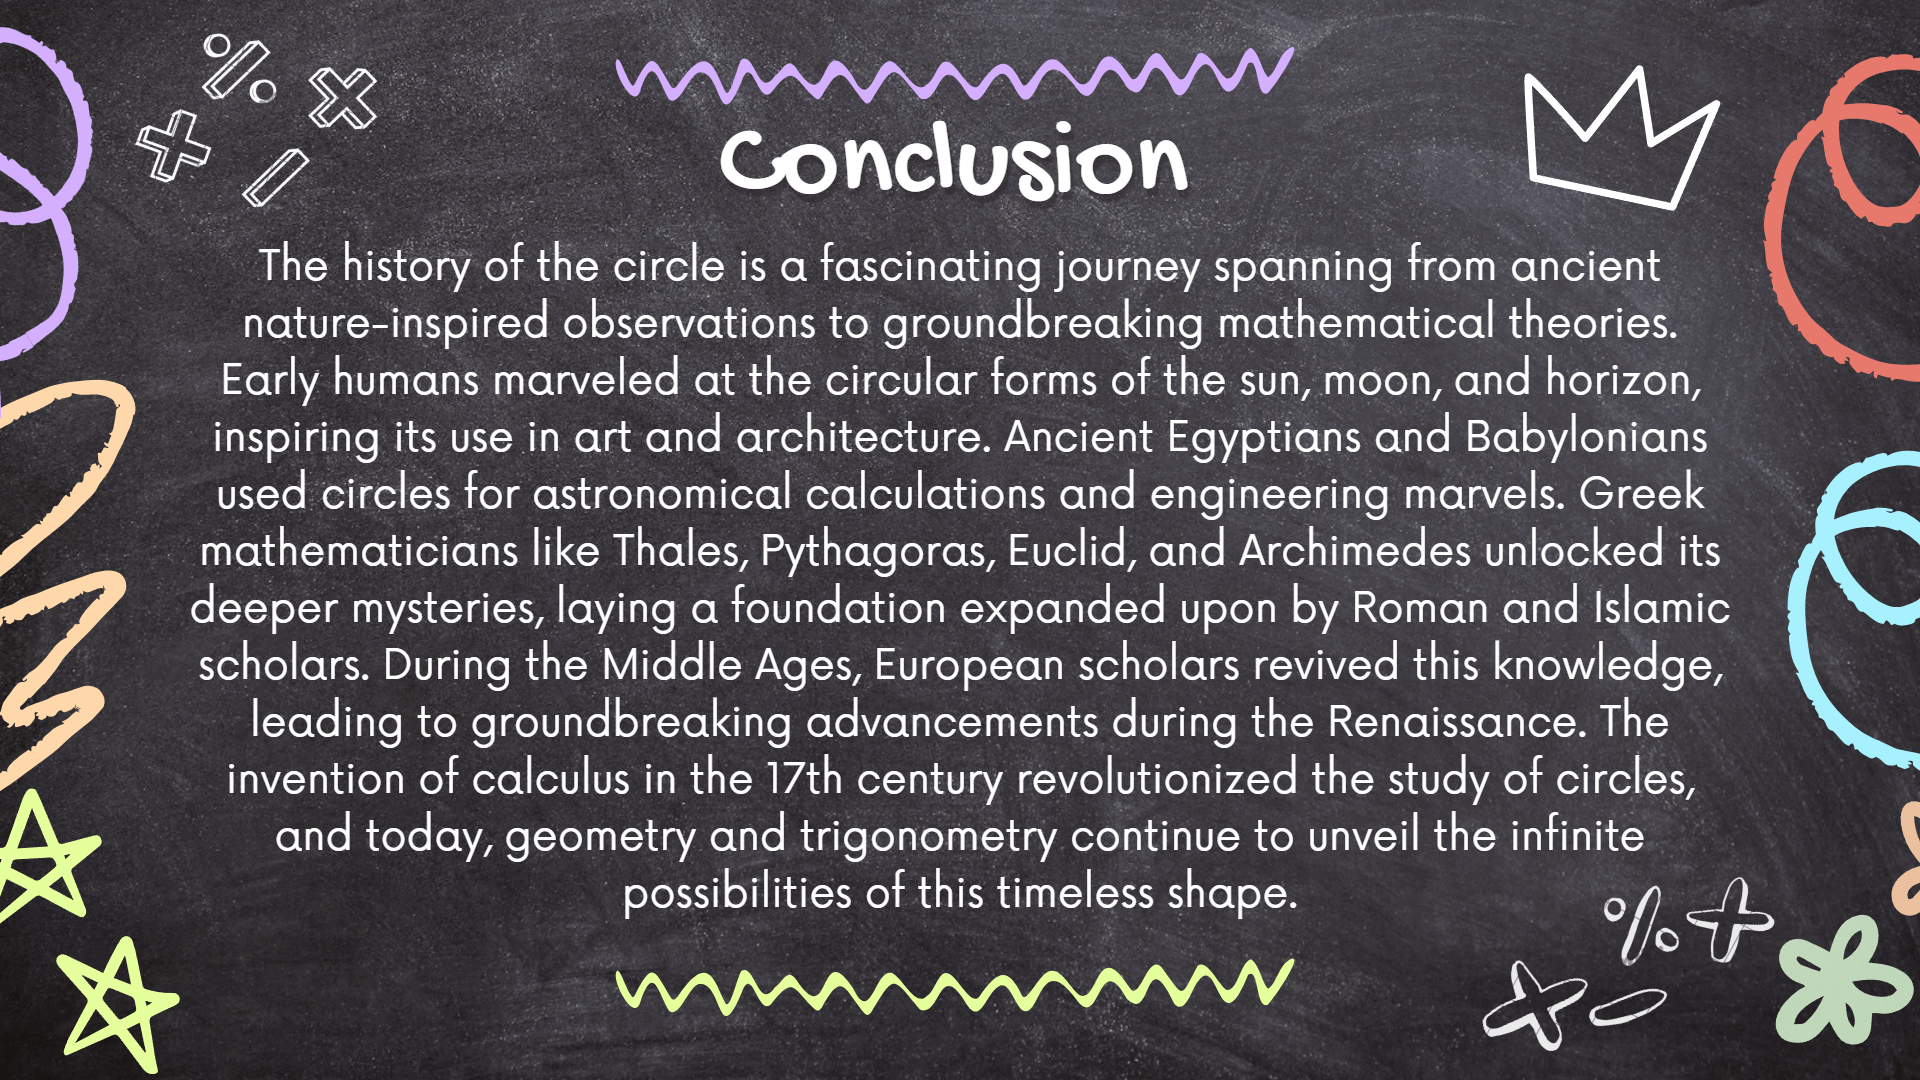 Conclusion
The history of the circle is a fascinating journey spanning from ancient
nature-inspired observations to groundbreaking mathematical theories.
Early humans marveled at the circular forms of the sun, moon, and horizon,
inspiring its use in art and architecture. Ancient Egyptians and Babylonians
used circles for astronomical calculations and engineering marvels. Greek
mathematicians like Thales, Pythagoras, Euclid, and Archimedes unlocked its
deeper mysteries, laying a foundation expanded upon by Roman and Islamic
scholars. During the Middle Ages, European scholars revived this knowledge,
leading to groundbreaking advancements during the Renaissance. The
invention of calculus in the 17th century revolutionized the study of circles,
and today, geometry and trigonometry continue to unveil the infinite
possibilities of this timeless shape.